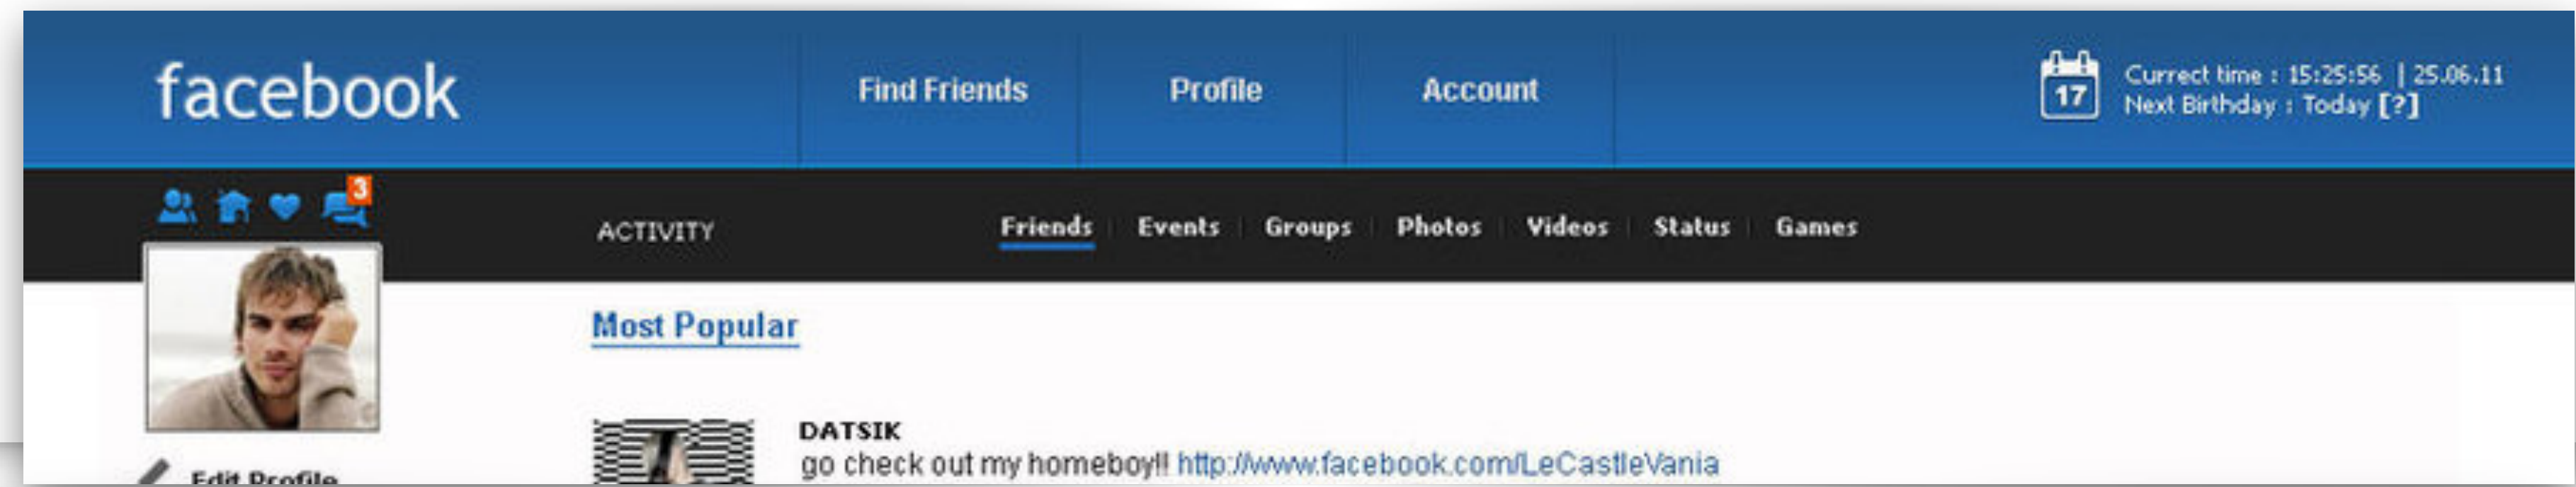 facebook
Find Friends
Profile
Account
17
Currect time : 15:25:56 | 25.06.11
Next Birthday : Today [?]
3
ACTIVITY
Friends
Events
Groups
Photos
Videos
Status
Games
Most Popular
DATSIK
go check out my homeboy!! http://www.facebook.com/LeCastleVania
Edit Profile